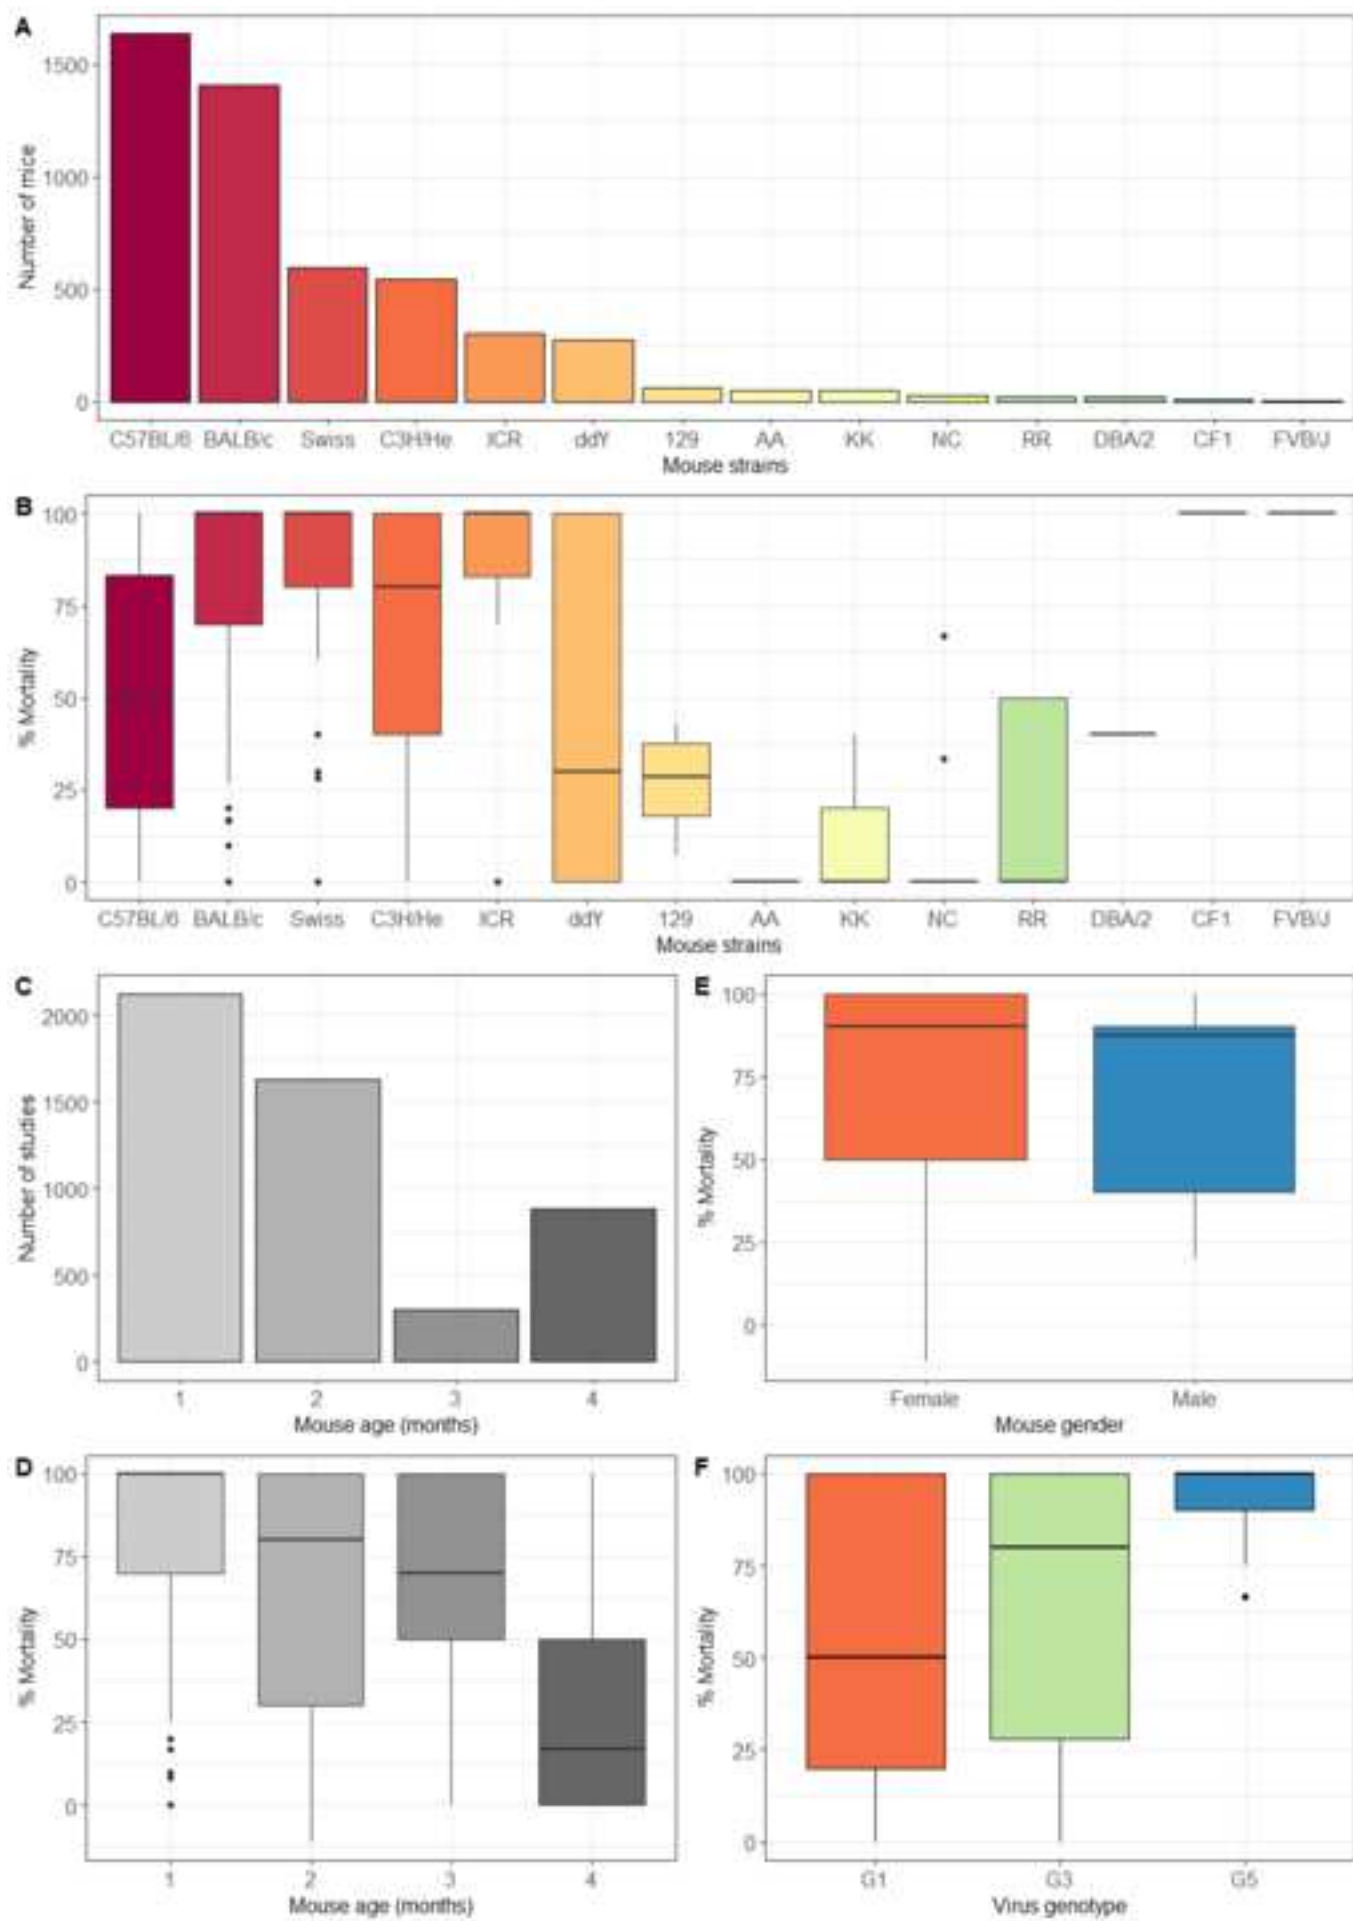 A
Number of mice
1500
1000
500
0
C57BL/6 BALB/c Swiss C3H/He ICR ddY 129 AA KK NC RR DBA/2 CF1 FVB/J
Mouse strains
B
% Mortality
100
75
50
25
0
C57BL/6 BALB/c Swiss C3H/He ICR ddY 129 AA KK NC RR DBA/2 CF1 FVB/J
Mouse strains
C
Number of studies
2000
1500
1000
500
0
1 2 3 4
Mouse age (months)
E
% Mortality
100
75
50
25
0
Female Male
Mouse gender
D
% Mortality
100
75
50
25
0
1 2 3 4
Mouse age (months)
F
% Mortality
100
75
50
25
0
G1 G3 G5
Virus genotype